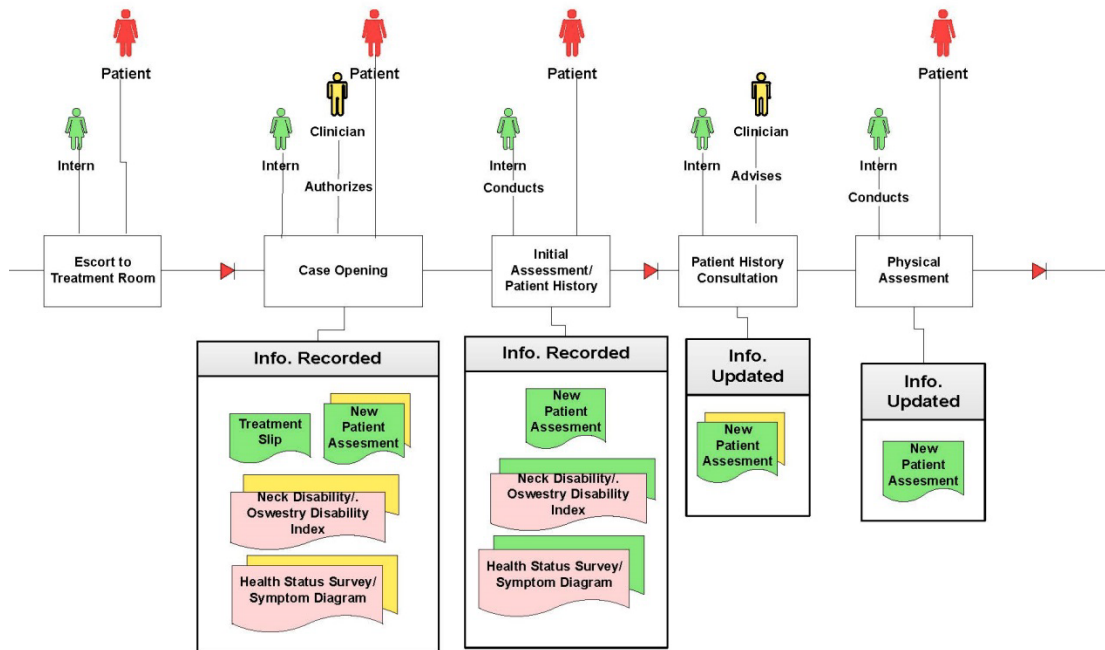 Patient
Patient
Patient
Patient
Intern
Intern
Clinician
Intern
Intern
Clinician
Intern
Authorizes
Conducts
Advises
Conducts
Escort to
Treatment Room
Case Opening
Initial
Assessment/
Patient History
Patient History
Consultation
Physical
Assesment
Info. Recorded
Treatment
Slip
New
Patient
Assesment
Neck Disability/.
Oswestry Disability
Index
Health Status Survey/
Symptom Diagram
Info. Recorded
New
Patient
Assesment
Neck Disability/.
Oswestry Disability
Index
Health Status Survey/
Symptom Diagram
Info.
Updated
New
Patient
Assesment
Info.
Updated
New
Patient
Assesment